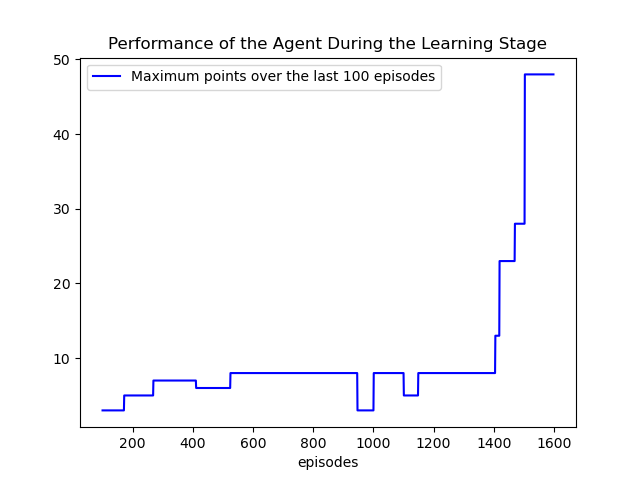 Performance of the Agent During the Learning Stage
Maximum points over the last 100 episodes
50
40
30
20
10
200 400 600 800 1000 1200 1400 1600
episodes